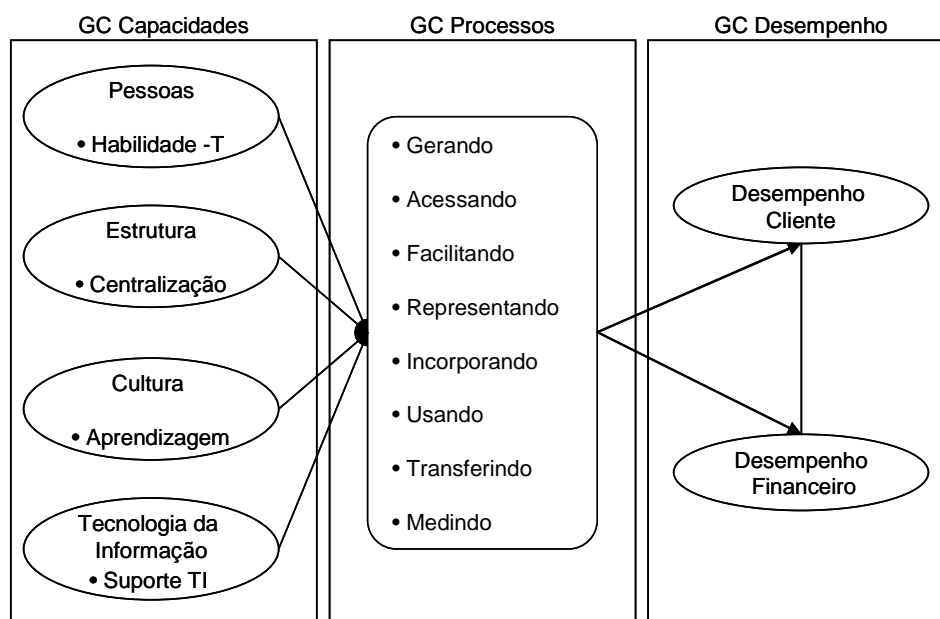 GC Capacidades
Pessoas
• Habilidade -T
Estrutura
• Centralização
Cultura
• Aprendizagem
Tecnologia da
Informação
• Suporte TI
GC Processos
• Gerando
• Acessando
• Facilitando
• Representando
• Incorporando
• Usando
• Transferindo
• Medindo
GC Desempenho
Desempenho
Cliente
Desempenho
Financeiro